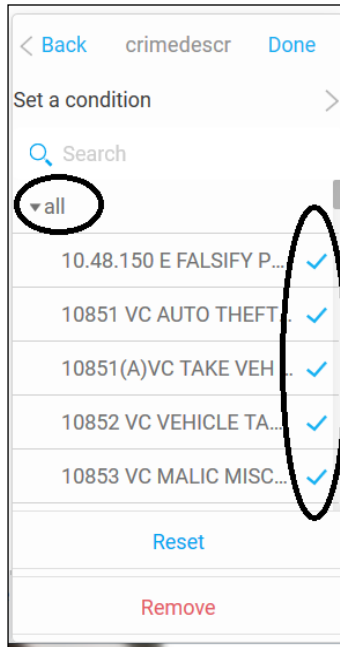 Back crimedescr Done
Set a condition
Search
all
10.48.150 E FALSIFY P...
10851 VC AUTO THEFT...
10851(A)VC TAKE VEH ...
10852 VC VEHICLE TA...
10853 VC MALIC MISC...
Reset
Remove